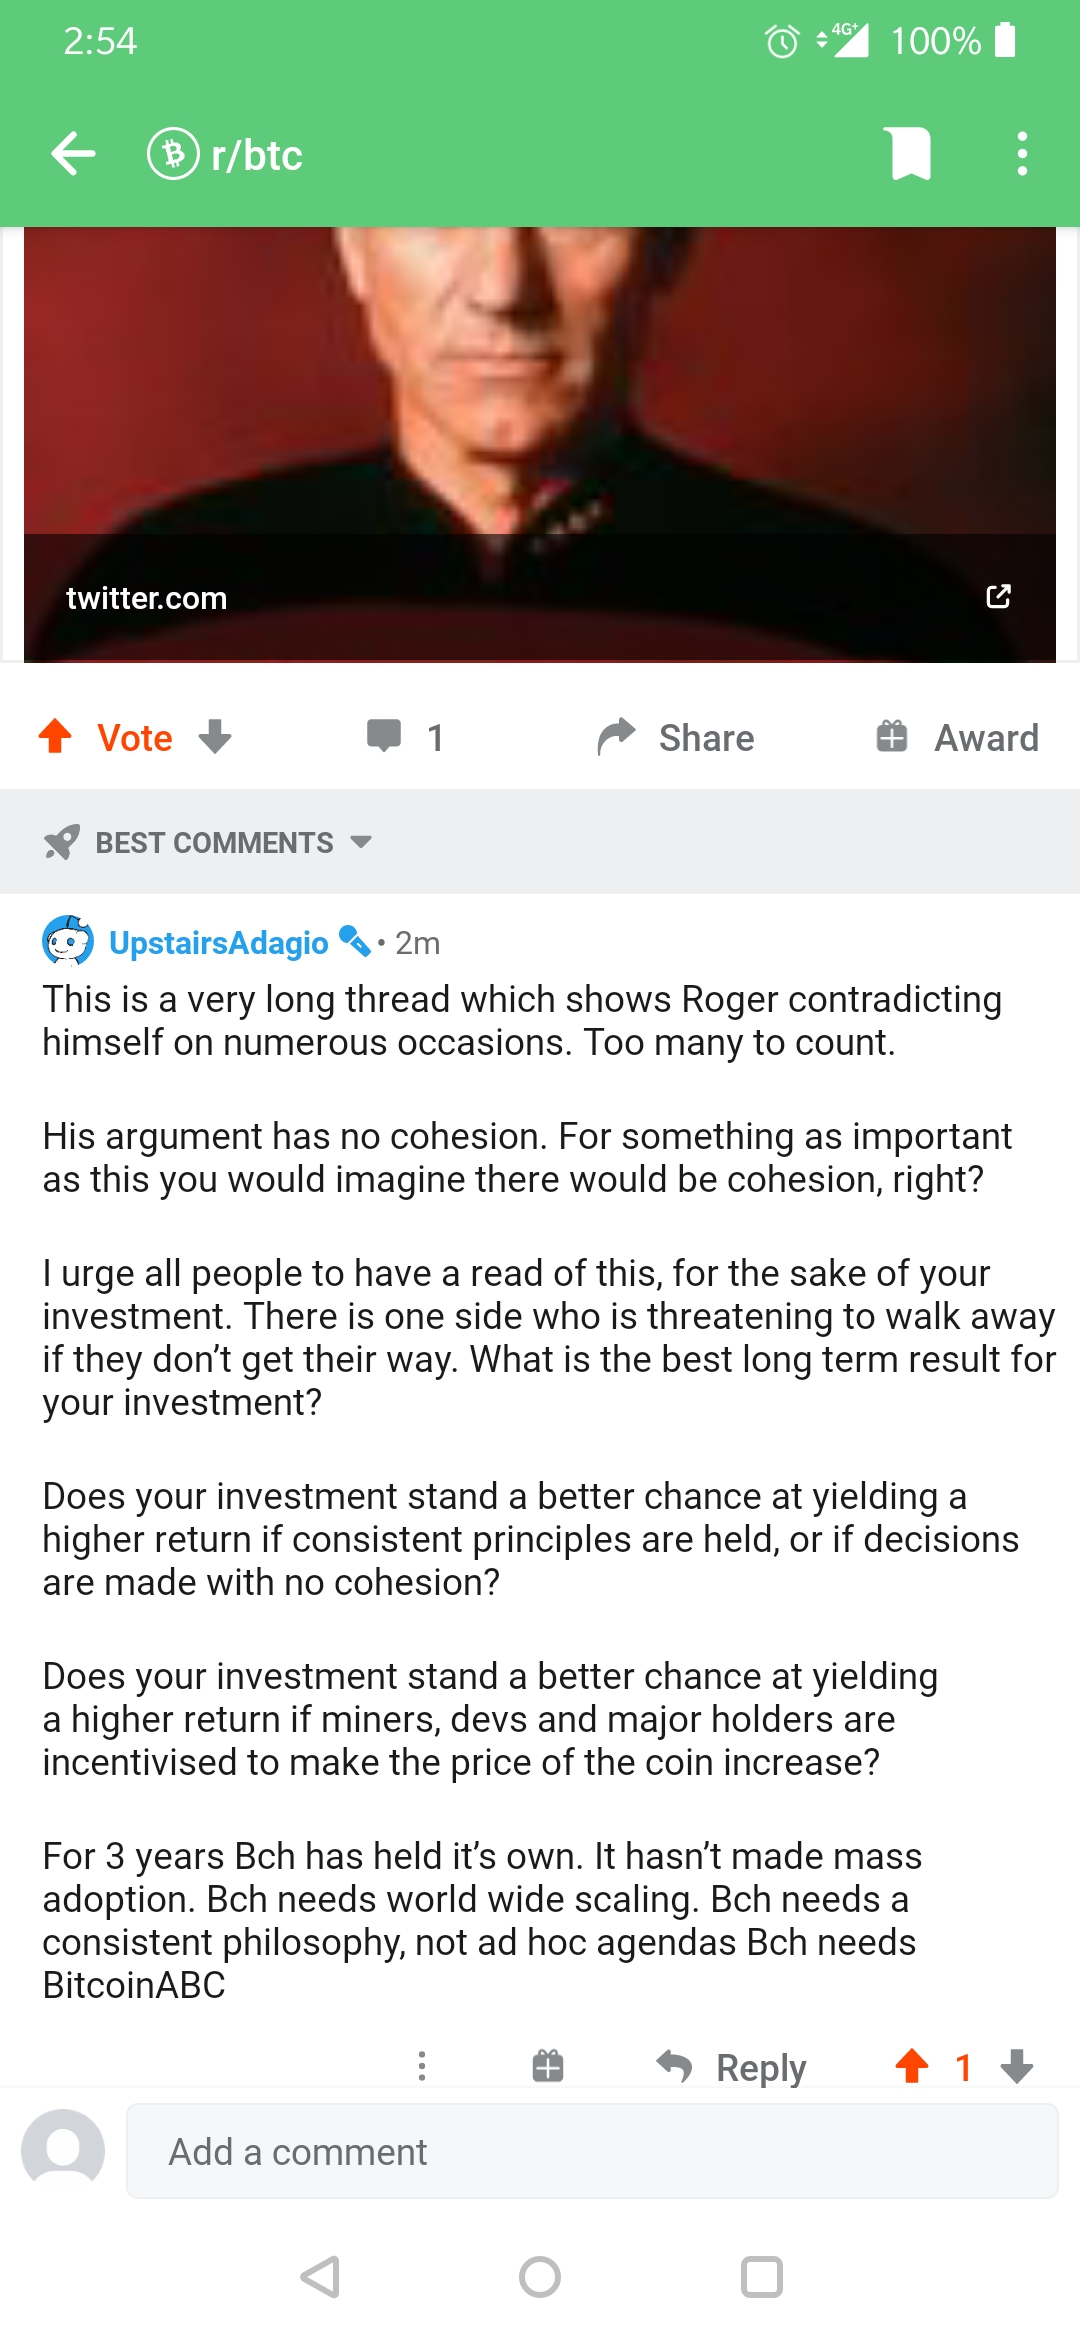 2:54
4G+
100%
r/btc
twitter.com
Vote
1
Share
Award
BEST COMMENTS
UpstairsAdagio • 2m
This is a very long thread which shows Roger contradicting
himself on numerous occasions. Too many to count.
His argument has no cohesion. For something as important
as this you would imagine there would be cohesion, right?
I urge all people to have a read of this, for the sake of your
investment. There is one side who is threatening to walk away
if they don’t get their way. What is the best long term result for
your investment?
Does your investment stand a better chance at yielding a
higher return if consistent principles are held, or if decisions
are made with no cohesion?
Does your investment stand a better chance at yielding
a higher return if miners, devs and major holders are
incentivised to make the price of the coin increase?
For 3 years Bch has held it’s own. It hasn’t made mass
adoption. Bch needs world wide scaling. Bch needs a
consistent philosophy, not ad hoc agendas Bch needs
BitcoinABC
Reply
1
Add a comment